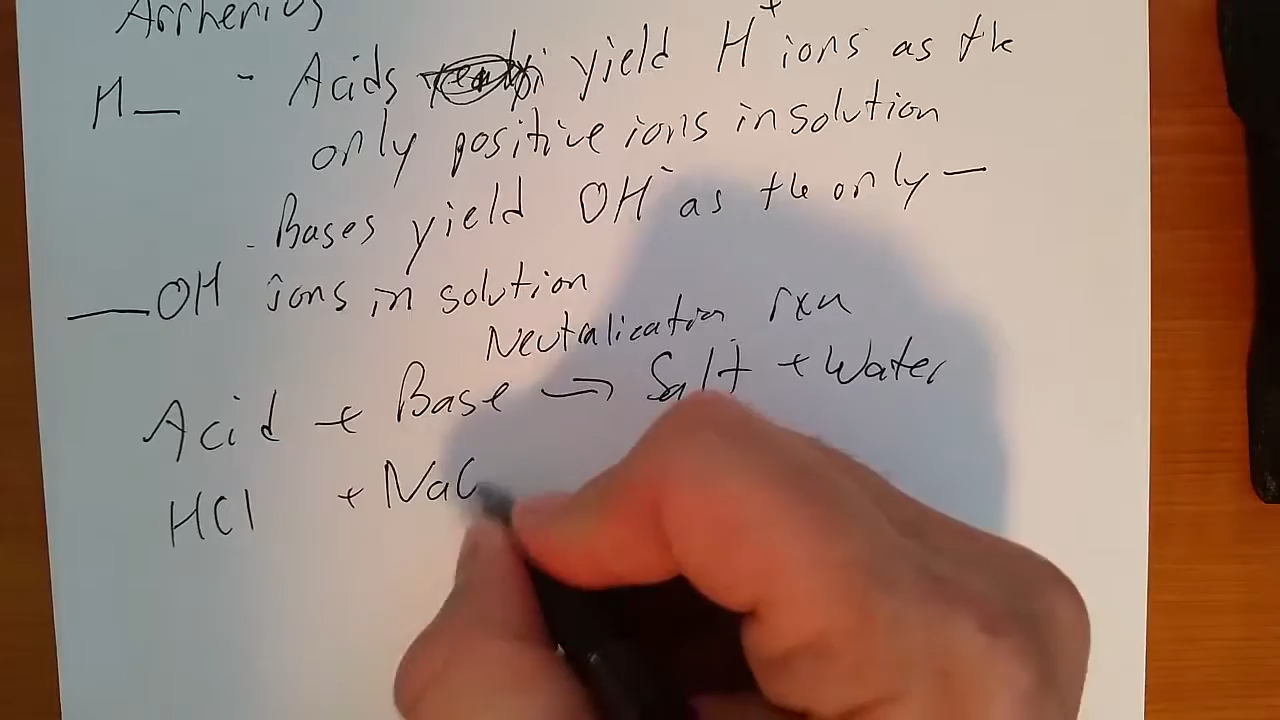 Arrhenius
H_ - Acids yield H+ ions as the
only positive ions in solution
- Bases yield OH- as the only -
_OH ions in solution
Neutralization rxn
Acid + Base → Salt + Water
HCl + Na